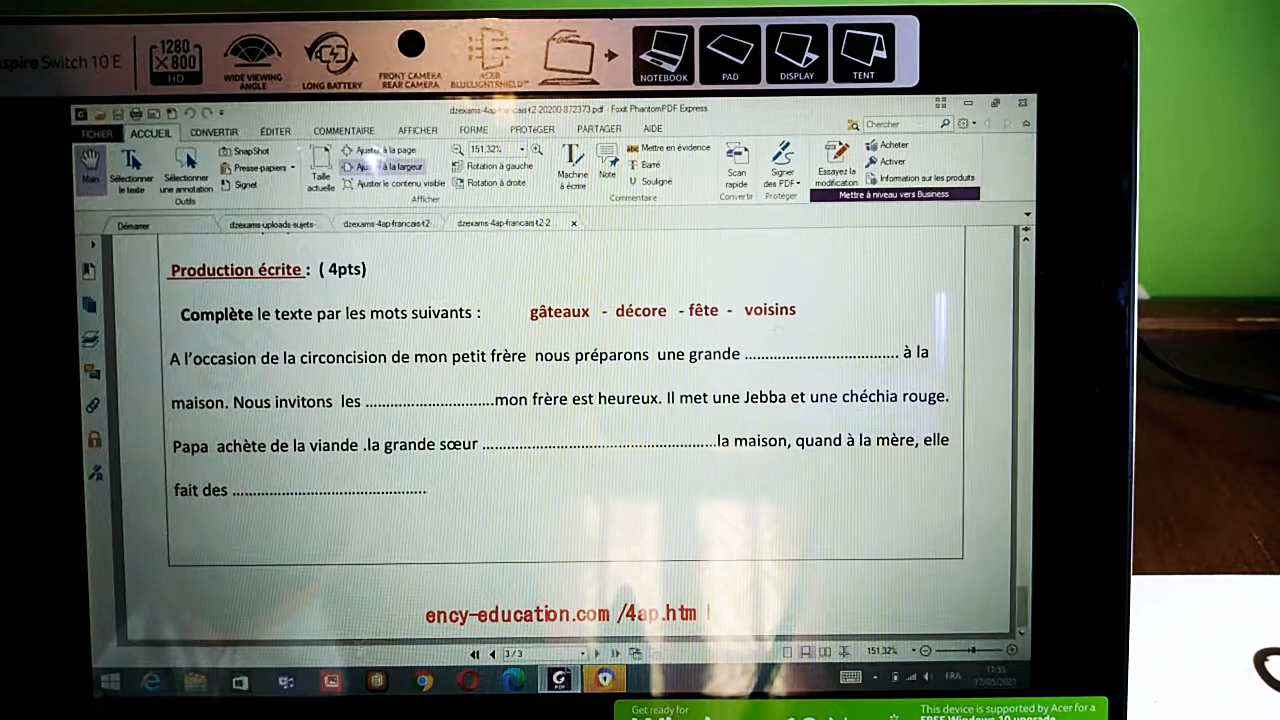 spire Switch 10 E
1280 × 800 HD
WIDE VIEWING ANGLE
LONG BATTERY
FRONT CAMERA REAR CAMERA
ACER BLUELIGHTSHIELD™
NOTEBOOK
PAD
DISPLAY
TENT
dzexams-4ap-francais-t2-20200-872373.pdf - Foxit PhantomPDF Express
FICHIER ACCUEIL CONVERTIR ÉDITER COMMENTAIRE AFFICHER FORME PROTÉGER PARTAGER AIDE
Chercher
Main
Sélectionner le texte
Sélectionner une annotation
SnapShot
Presse-papiers
Signet
Outils
Taille actuelle
Ajuster à la page
Ajuster à la largeur
Ajuster le contenu visible
151,32%
Rotation à gauche
Rotation à droite
Afficher
Machine à écrire
Note
Mettre en évidence
Barré
Souligné
Commentaire
Scan rapide
Convertir
Signer des PDF
Protéger
Essayez la modification
Acheter
Activer
Information sur les produits
Mettre à niveau vers Business
Démarrer dzexams-uploads-sujets- dzexams-4ap-francais-t2- dzexams-4ap-francais-t2-2
Production écrite : ( 4pts)
Complète le texte par les mots suivants : gâteaux - décore - fête - voisins
A l’occasion de la circoncision de mon petit frère nous préparons une grande ........................................ à la
maison. Nous invitons les ..............................mon frère est heureux. Il met une Jebba et une chéchia rouge.
Papa achète de la viande .la grande sœur ..................................................la maison, quand à la mère, elle
fait des .............................................
ency-education.com /4ap.htm
3/3
151.32%
FRA
11:35
17/05/2021
Get ready for
This device is supported by Acer for a
FREE Windows 10 upgrade